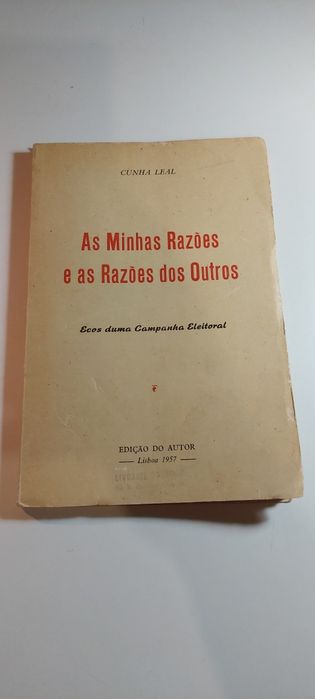 CUNHA LEAL
As Minhas Razões
e as Razões dos Outros
Ecos duma Campanha Eleitoral
EDIÇÃO DO AUTOR
— Lisboa 1957 —